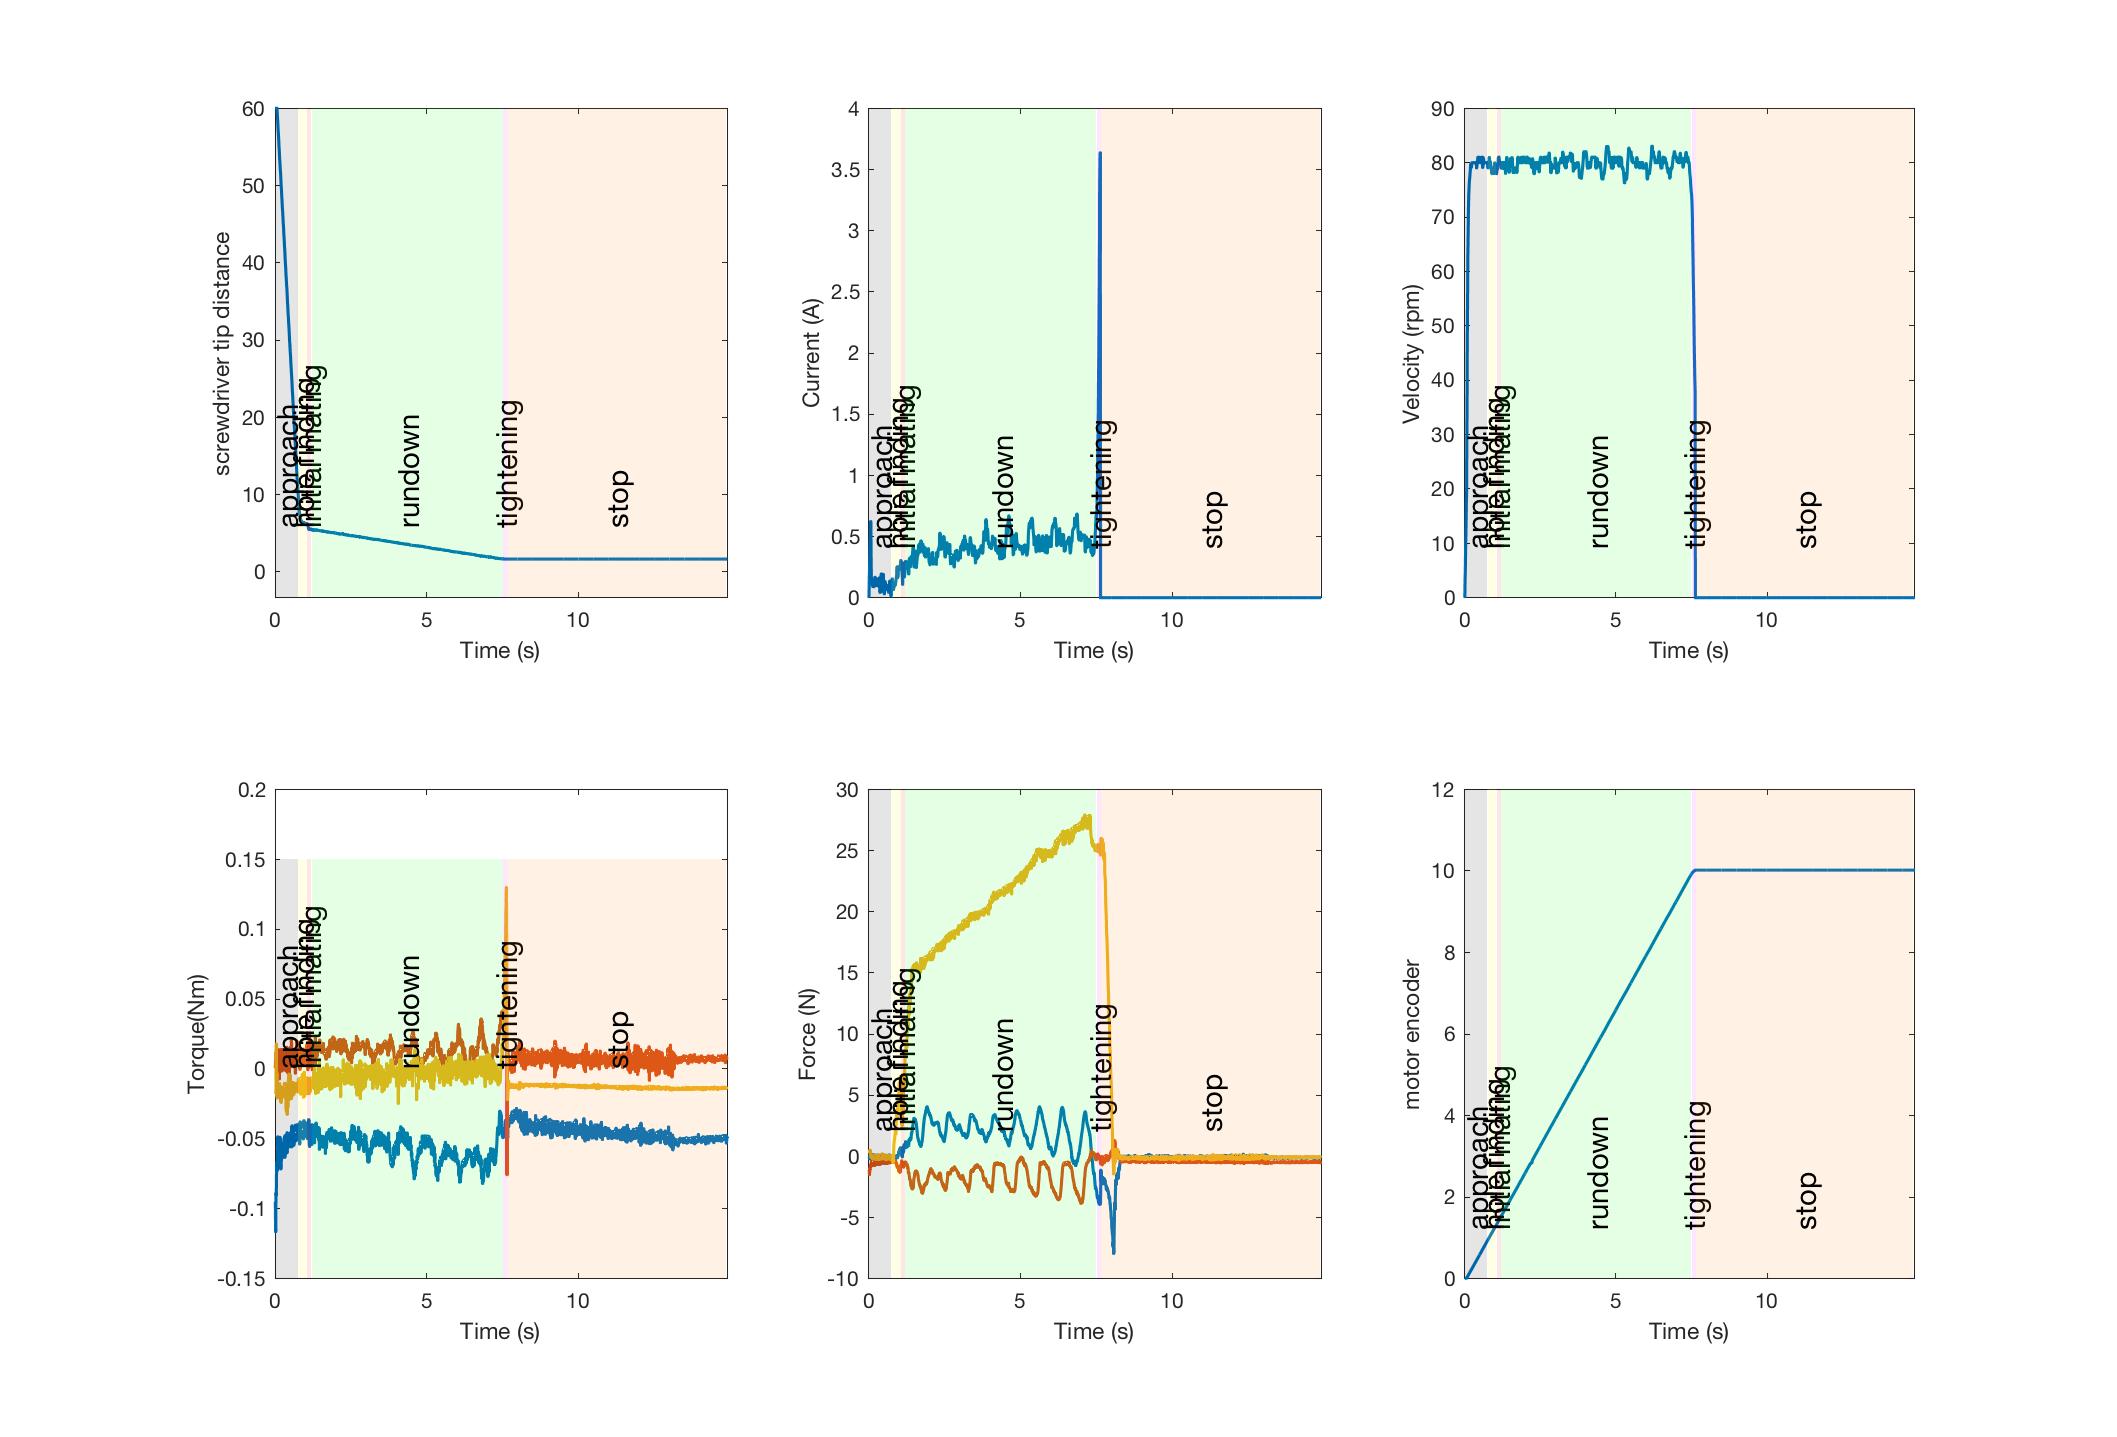 60
50
40
30
20
10
0
screwdriver tip distance
approach
hole finding
initial mating
rundown
tightening
stop
0
5
10
Time (s)
4
3.5
3
2.5
2
1.5
1
0.5
0
Current (A)
approach
hole finding
initial mating
rundown
tightening
stop
0
5
10
Time (s)
90
80
70
60
50
40
30
20
10
0
Velocity (rpm)
approach
hole finding
initial mating
rundown
tightening
stop
0
5
10
Time (s)
0.2
0.15
0.1
0.05
0
-0.05
-0.1
-0.15
Torque(Nm)
approach
hole finding
initial mating
rundown
tightening
stop
0
5
10
Time (s)
30
25
20
15
10
5
0
-5
-10
Force (N)
approach
hole finding
initial mating
rundown
tightening
stop
0
5
10
Time (s)
12
10
8
6
4
2
0
motor encoder
approach
hole finding
initial mating
rundown
tightening
stop
0
5
10
Time (s)